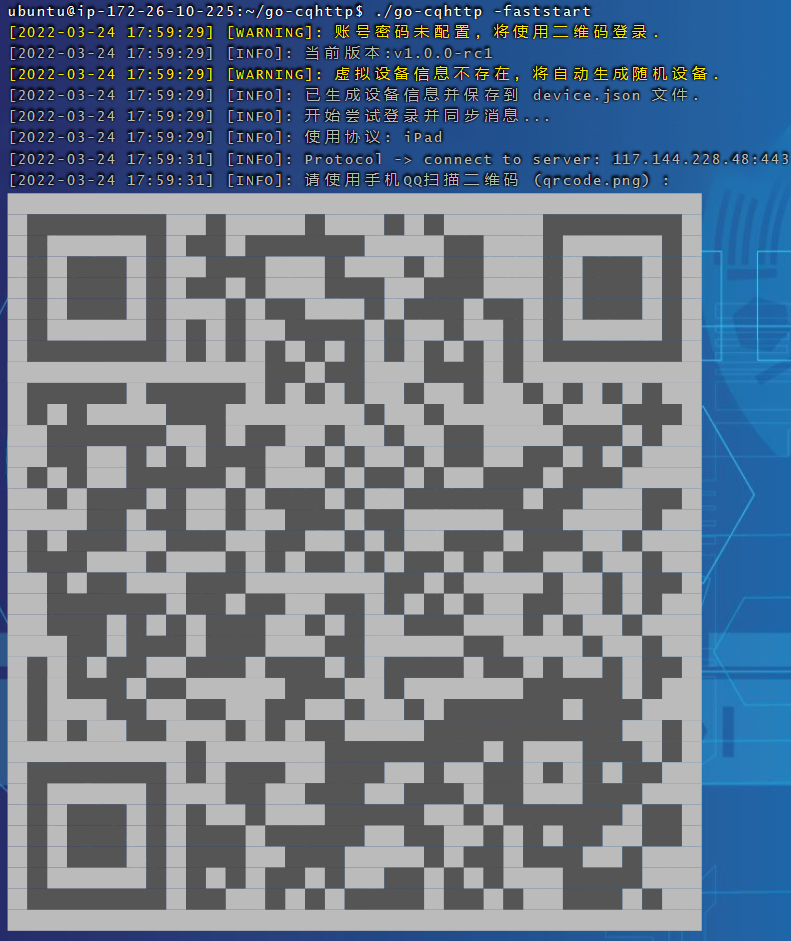 ubuntu@ip-172-26-10-225:~/go-cqhttp$ ./go-cqhttp -faststart
[2022-03-24 17:59:29] [WARNING]: 账号密码未配置，将使用二维码登录.
[2022-03-24 17:59:29] [INFO]: 当前版本:v1.0.0-rc1
[2022-03-24 17:59:29] [WARNING]: 虚拟设备信息不存在，将自动生成随机设备.
[2022-03-24 17:59:29] [INFO]: 已生成设备信息并保存到 device.json 文件.
[2022-03-24 17:59:29] [INFO]: 开始尝试登录并同步消息...
[2022-03-24 17:59:29] [INFO]: 使用协议: iPad
[2022-03-24 17:59:31] [INFO]: Protocol -> connect to server: 117.144.228.48:443
[2022-03-24 17:59:31] [INFO]: 请使用手机QQ扫描二维码 (qrcode.png) :